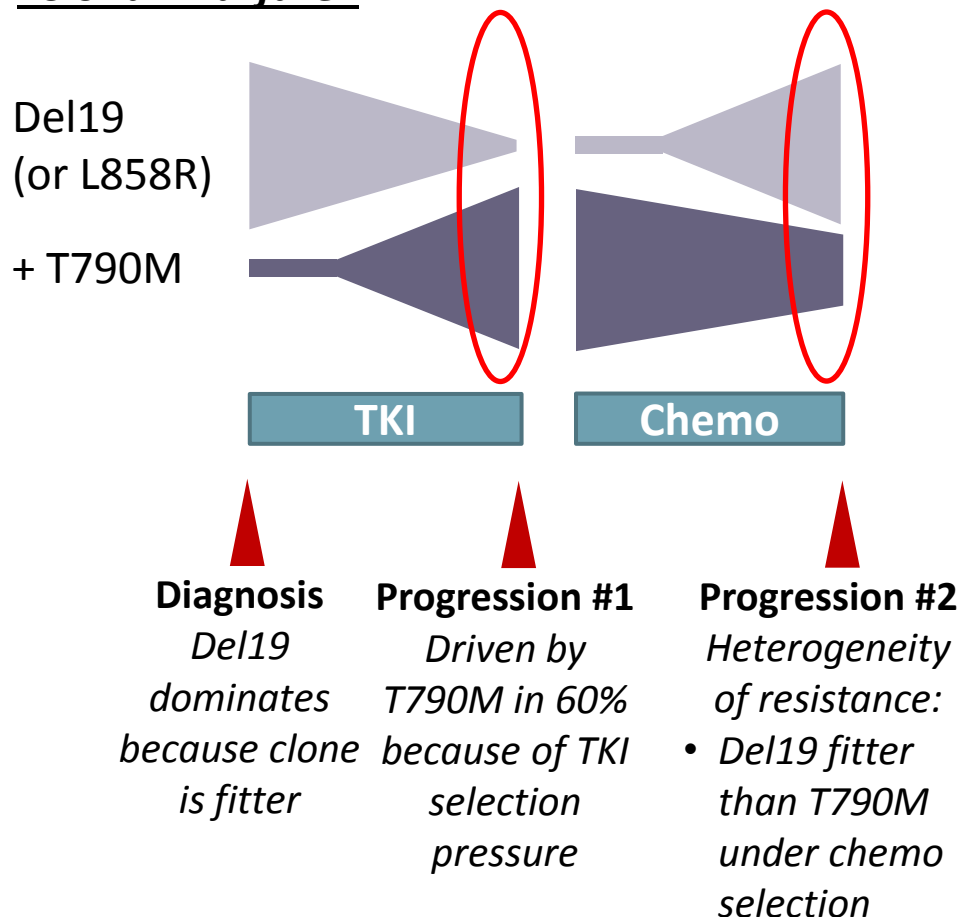 Del19
(or L858R)
+ T790M
TKI
Chemo
Diagnosis
Del19
dominates
because clone
is fitter
Progression #1
Driven by
T790M in 60%
because of TKI
selection
pressure
Progression #2
Heterogeneity
of resistance:
• Del19 fitter
than T790M
under chemo
selection